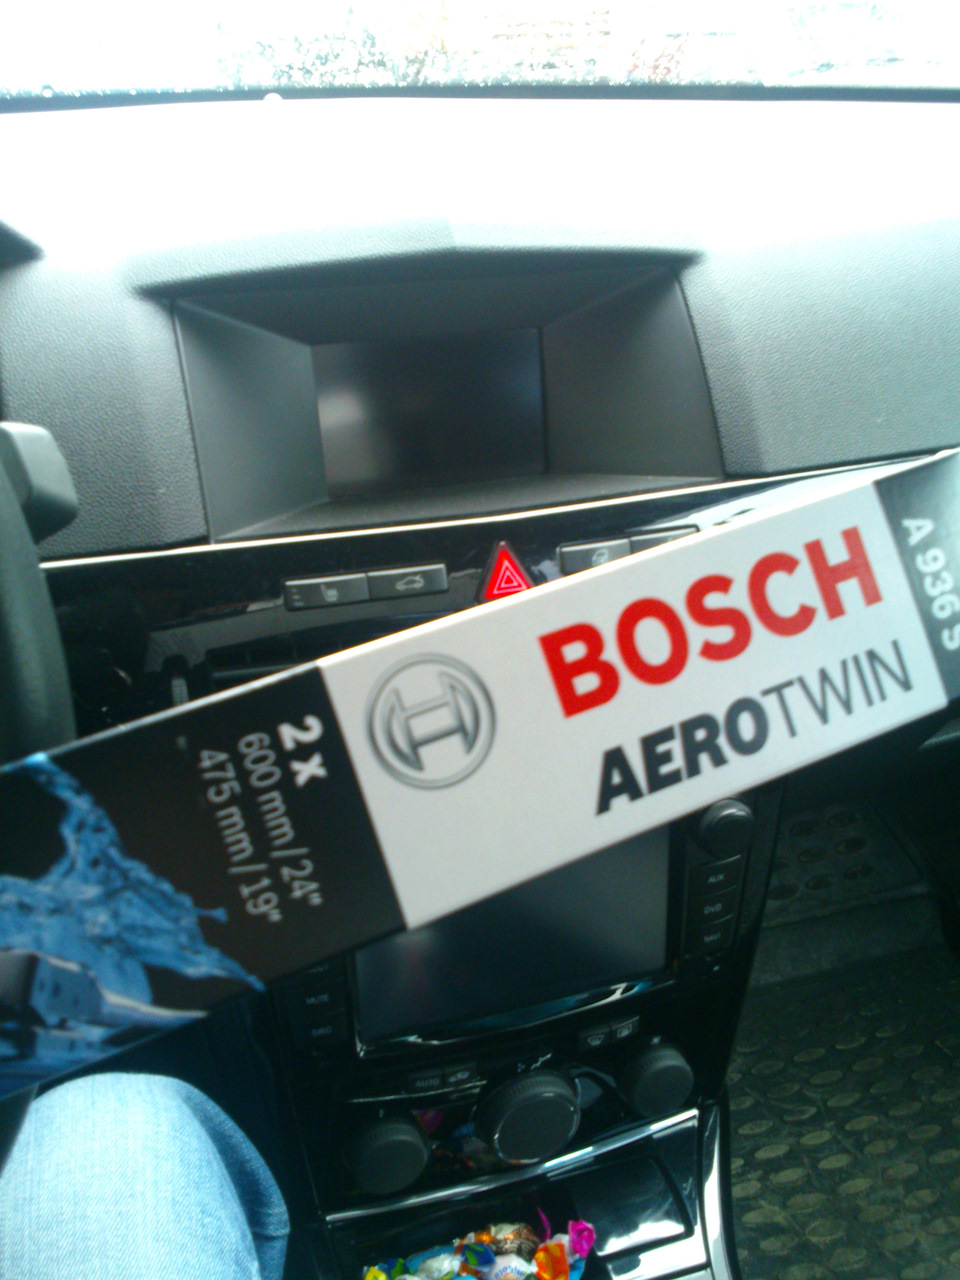 BOSCH
AEROTWIN
A 936 S
2 x
600 mm / 24"
475 mm / 19"
AUX
DVD
NAVI
MUTE
AUTO